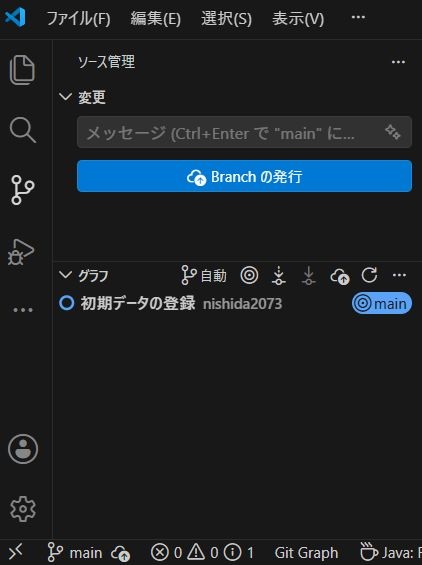 ファイル(F) 編集(E) 選択(S) 表示(V) ···
ソース管理 ···
変更
メッセージ (Ctrl+Enter で "main" に...
Branch の発行
グラフ 自動 ···
初期データの登録 nishida2073 main
···
main 0 0 1 Git Graph Java: